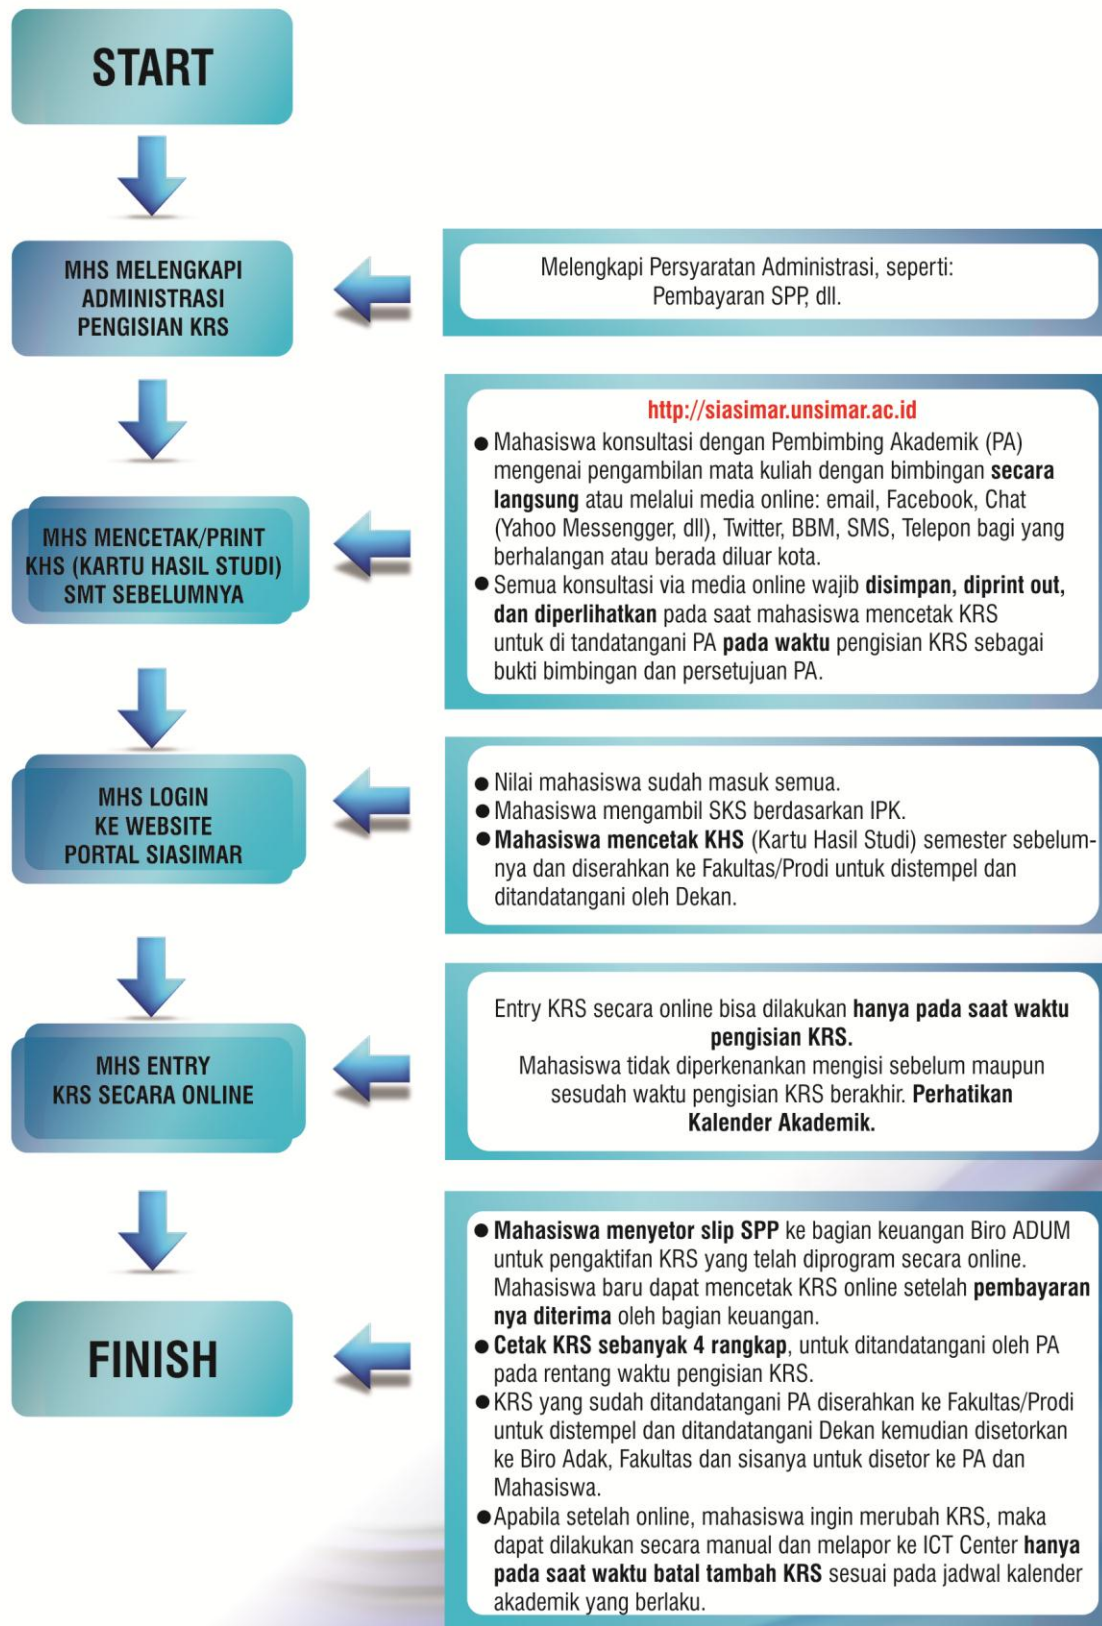 START
MHS MELENGKAPI
ADMINISTRASI
PENGISIAN KRS
Melengkapi Persyaratan Administrasi, seperti:
Pembayaran SPP, dll.
MHS MENCETAK/PRINT
KHS (KARTU HASIL STUDI)
SMT SEBELUMNYA
http://siasimar.unsimar.ac.id
● Mahasiswa konsultasi dengan Pembimbing Akademik (PA)
mengenai pengambilan mata kuliah dengan bimbingan secara
langsung atau melalui media online: email, Facebook, Chat
(Yahoo Messengger, dll), Twitter, BBM, SMS, Telepon bagi yang
berhalangan atau berada diluar kota.
● Semua konsultasi via media online wajib disimpan, diprint out,
dan diperlihatkan pada saat mahasiswa mencetak KRS
untuk di tandatangani PA pada waktu pengisian KRS sebagai
bukti bimbingan dan persetujuan PA.
MHS LOGIN
KE WEBSITE
PORTAL SIASIMAR
● Nilai mahasiswa sudah masuk semua.
● Mahasiswa mengambil SKS berdasarkan IPK.
● Mahasiswa mencetak KHS (Kartu Hasil Studi) semester sebelum-
nya dan diserahkan ke Fakultas/Prodi untuk distempel dan
ditandatangani oleh Dekan.
MHS ENTRY
KRS SECARA ONLINE
Entry KRS secara online bisa dilakukan hanya pada saat waktu
pengisian KRS.
Mahasiswa tidak diperkenankan mengisi sebelum maupun
sesudah waktu pengisian KRS berakhir. Perhatikan
Kalender Akademik.
FINISH
● Mahasiswa menyetor slip SPP ke bagian keuangan Biro ADUM
untuk pengaktifan KRS yang telah diprogram secara online.
Mahasiswa baru dapat mencetak KRS online setelah pembayaran
nya diterima oleh bagian keuangan.
● Cetak KRS sebanyak 4 rangkap, untuk ditandatangani oleh PA
pada rentang waktu pengisian KRS.
● KRS yang sudah ditandatangani PA diserahkan ke Fakultas/Prodi
untuk distempel dan ditandatangani Dekan kemudian disetorkan
ke Biro Adak, Fakultas dan sisanya untuk disetor ke PA dan
Mahasiswa.
● Apabila setelah online, mahasiswa ingin merubah KRS, maka
dapat dilakukan secara manual dan melapor ke ICT Center hanya
pada saat waktu batal tambah KRS sesuai pada jadwal kalender
akademik yang berlaku.